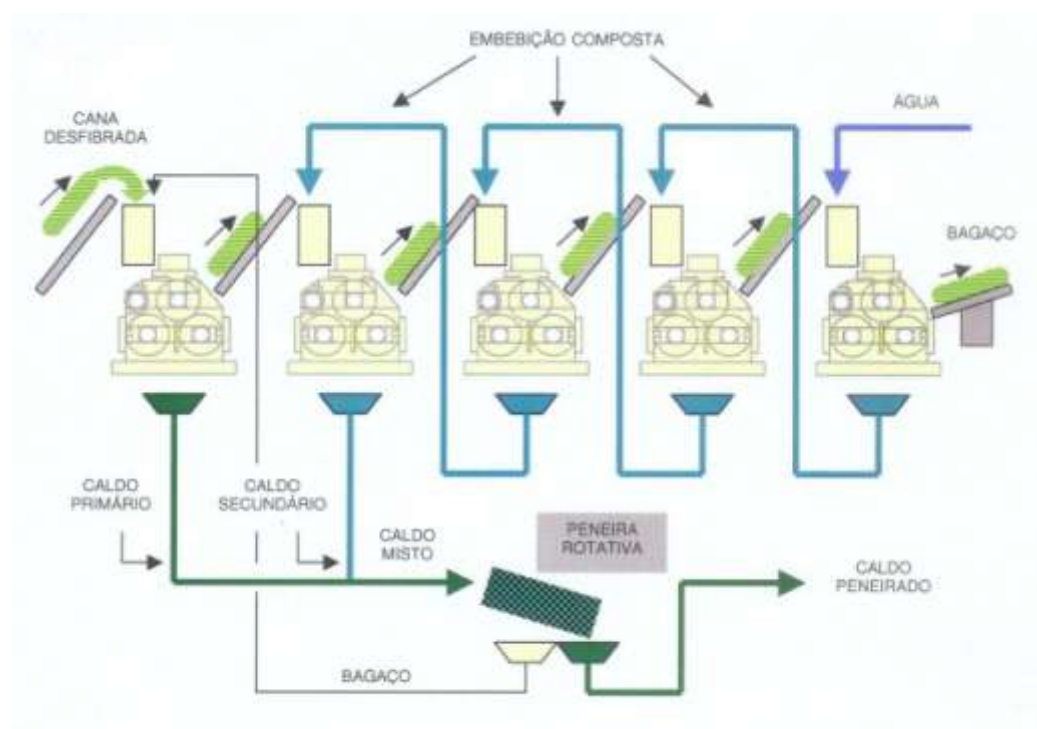 EMBEBIÇÃO COMPOSTA
ÁGUA
CANA
DESFIBRADA
BAGAÇO
CALDO
PRIMÁRIO
CALDO
SECUNDÁRIO
CALDO
MISTO
PENEIRA
ROTATIVA
CALDO
PENEIRADO
BAGAÇO